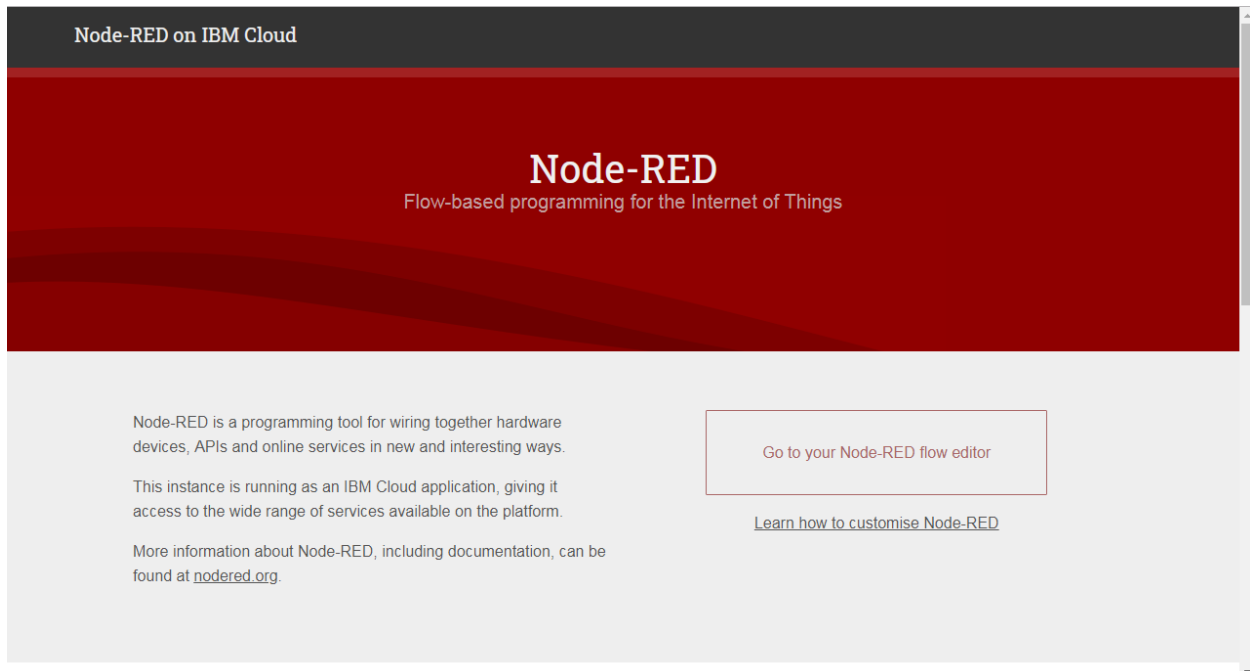 Node-RED on IBM Cloud
Node-RED
Flow-based programming for the Internet of Things
Node-RED is a programming tool for wiring together hardware
devices, APIs and online services in new and interesting ways.
This instance is running as an IBM Cloud application, giving it
access to the wide range of services available on the platform.
More information about Node-RED, including documentation, can be
found at nodered.org.
Go to your Node-RED flow editor
Learn how to customise Node-RED